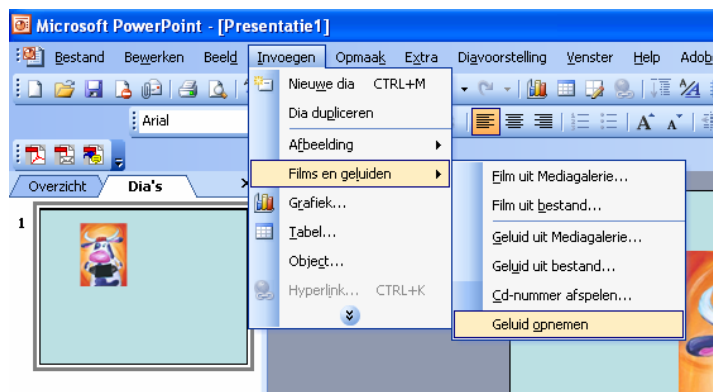 Microsoft PowerPoint - [Presentatie1]
Bestand Bewerken Beeld Invoegen Opmaak Extra Diavoorstelling Venster Help Adob
Arial
Overzicht Dia's
1
Nieuwe dia CTRL+M
Dia dupliceren
Afbeelding
Films en geluiden
Grafiek...
Tabel...
Object...
Hyperlink... CTRL+K
Film uit Mediagalerie...
Film uit bestand...
Geluid uit Mediagalerie...
Geluid uit bestand...
Cd-nummer afspelen...
Geluid opnemen